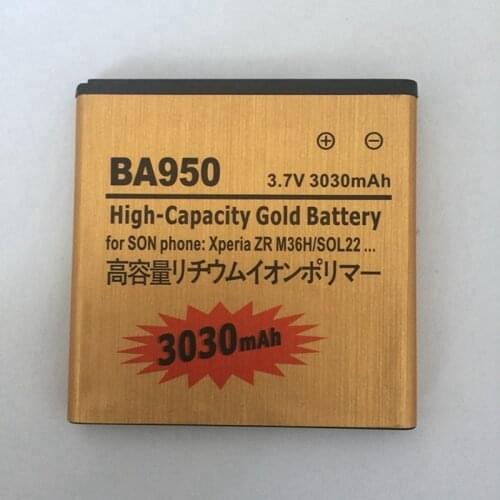 ⊕ ⊖
BA950 3.7V 3030mAh
High-Capacity Gold Battery
for SON phone: Xperia ZR M36H/SOL22 ...
高容量リチウムイオンポリマー
3030mAh